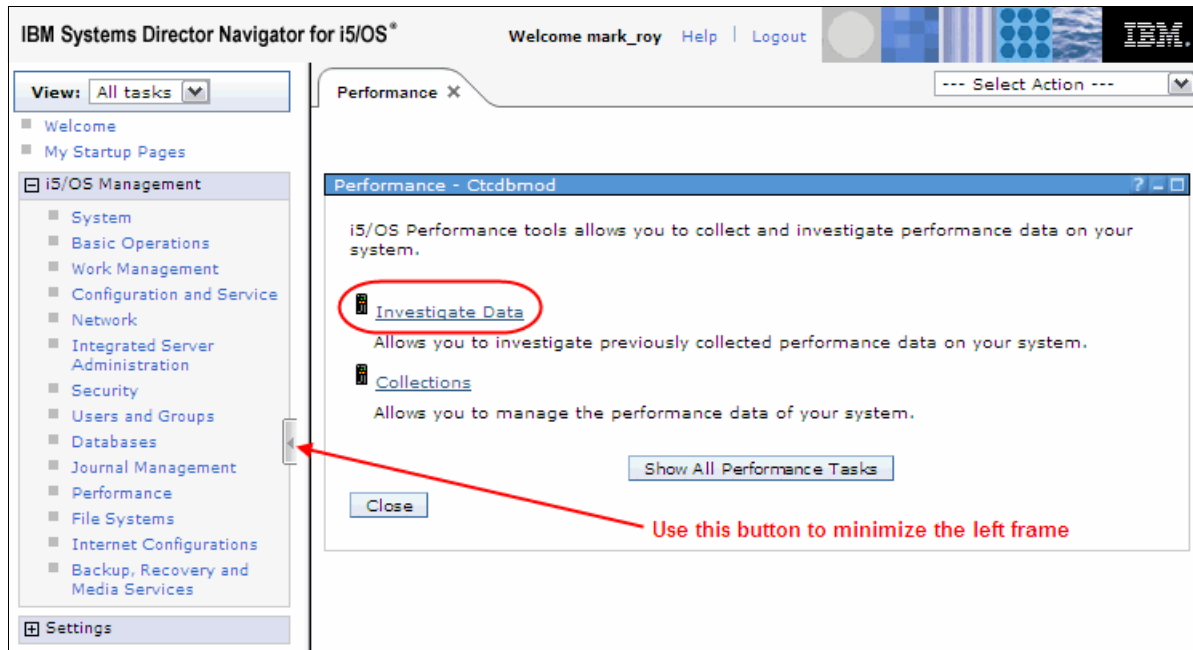 IBM Systems Director Navigator for i5/OS®
Welcome mark_roy Help | Logout
IBM.
View: All tasks
Welcome
My Startup Pages
i5/OS Management
System
Basic Operations
Work Management
Configuration and Service
Network
Integrated Server
Administration
Security
Users and Groups
Databases
Journal Management
Performance
File Systems
Internet Configurations
Backup, Recovery and
Media Services
Settings
Performance
--- Select Action ---
Performance - Ctcdbmod
i5/OS Performance tools allows you to collect and investigate performance data on your
system.
Investigate Data
Allows you to investigate previously collected performance data on your system.
Collections
Allows you to manage the performance data of your system.
Show All Performance Tasks
Close
Use this button to minimize the left frame